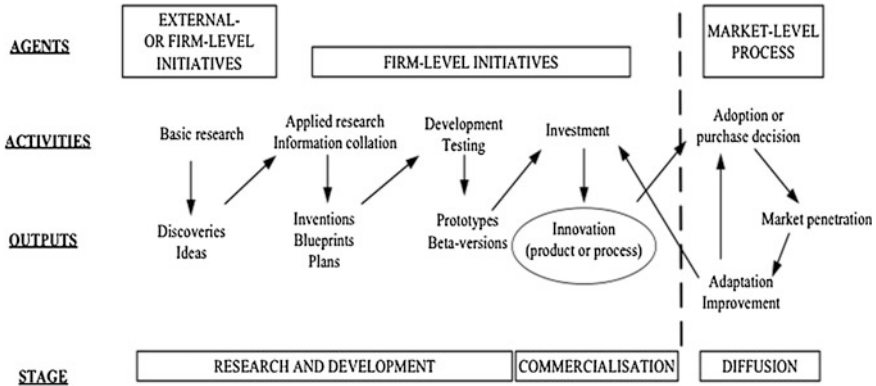 AGENTS
EXTERNAL-
OR FIRM-LEVEL
INITIATIVES
FIRM-LEVEL INITIATIVES
MARKET-LEVEL
PROCESS
ACTIVITIES
Basic research
Applied research
Information collation
Development
Testing
Investment
Adoption or
purchase decision
OUTPUTS
Discoveries
Ideas
Inventions
Blueprints
Plans
Prototypes
Beta-versions
Innovation
(product or process)
Market penetration
Adaptation
Improvement
STAGE
RESEARCH AND DEVELOPMENT
COMMERCIALISATION
DIFFUSION